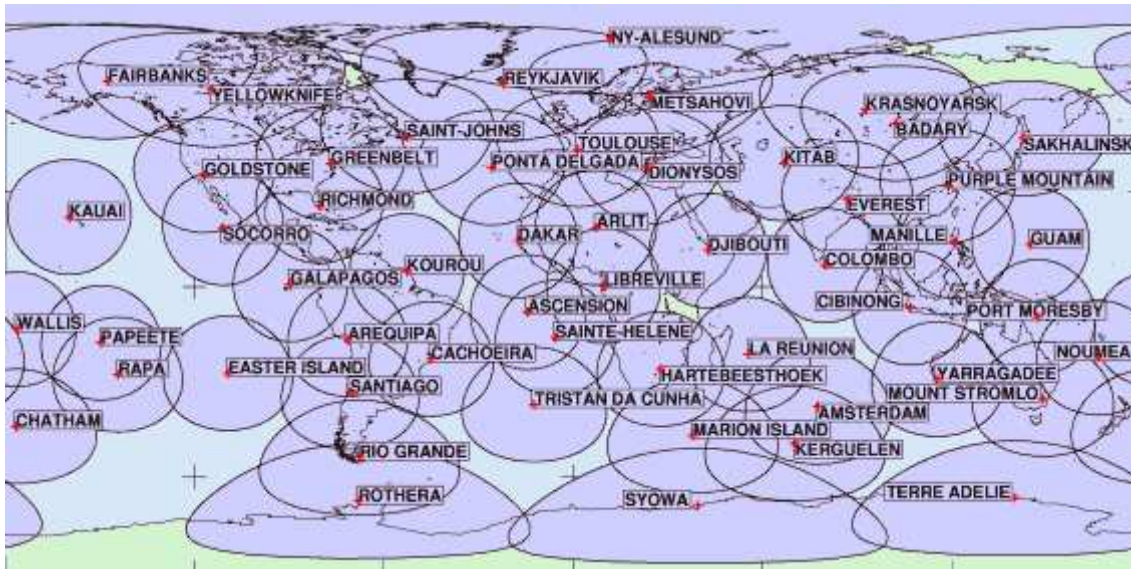 NY-ALESUND
FAIRBANKS
REYKJAVIK
YELLOWKNIFE
METSAHOVI
KRASNOYARSK
BADARY
SAINT-JOHNS
SAKHALINSK
TOULOUSE
GREENBELT
PONTA DELGADA
KITAB
GOLDSTONE
DIONYSOS
PURPLE MOUNTAIN
RICHMOND
EVEREST
KAUAI
ARLIT
SOCORRO
DAKAR
DJIBOUTI
MANILLE
GUAM
KOUROU
COLOMBO
GALAPAGOS
LIBREVILLE
ASCENSION
CIBINONG
PORT MORESBY
WALLIS
SAINTE-HELENE
PAPEETE
AREQUIPA
CACHOEIRA
LA REUNION
NOUMEA
RAPA
EASTER ISLAND
HARTEBEESTHOEK
YARRAGADEE
SANTIAGO
MOUNT STROMLO
TRISTAN DA CUNHA
AMSTERDAM
CHATHAM
MARION ISLAND
RIO GRANDE
KERGUELEN
ROTHERA
SYOWA
TERRE ADELIE